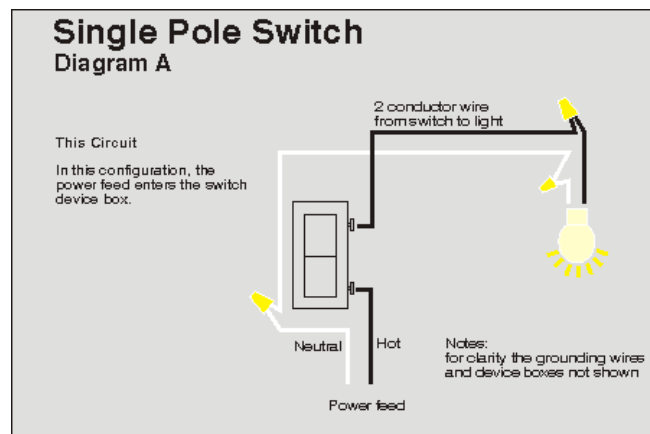 Single Pole Switch
Diagram A
2 conductor wire
from switch to light
This Circuit
In this configuration, the
power feed enters the switch
device box.
Neutral
Hot
Notes:
for clarity the grounding wires
and device boxes not shown
Power feed